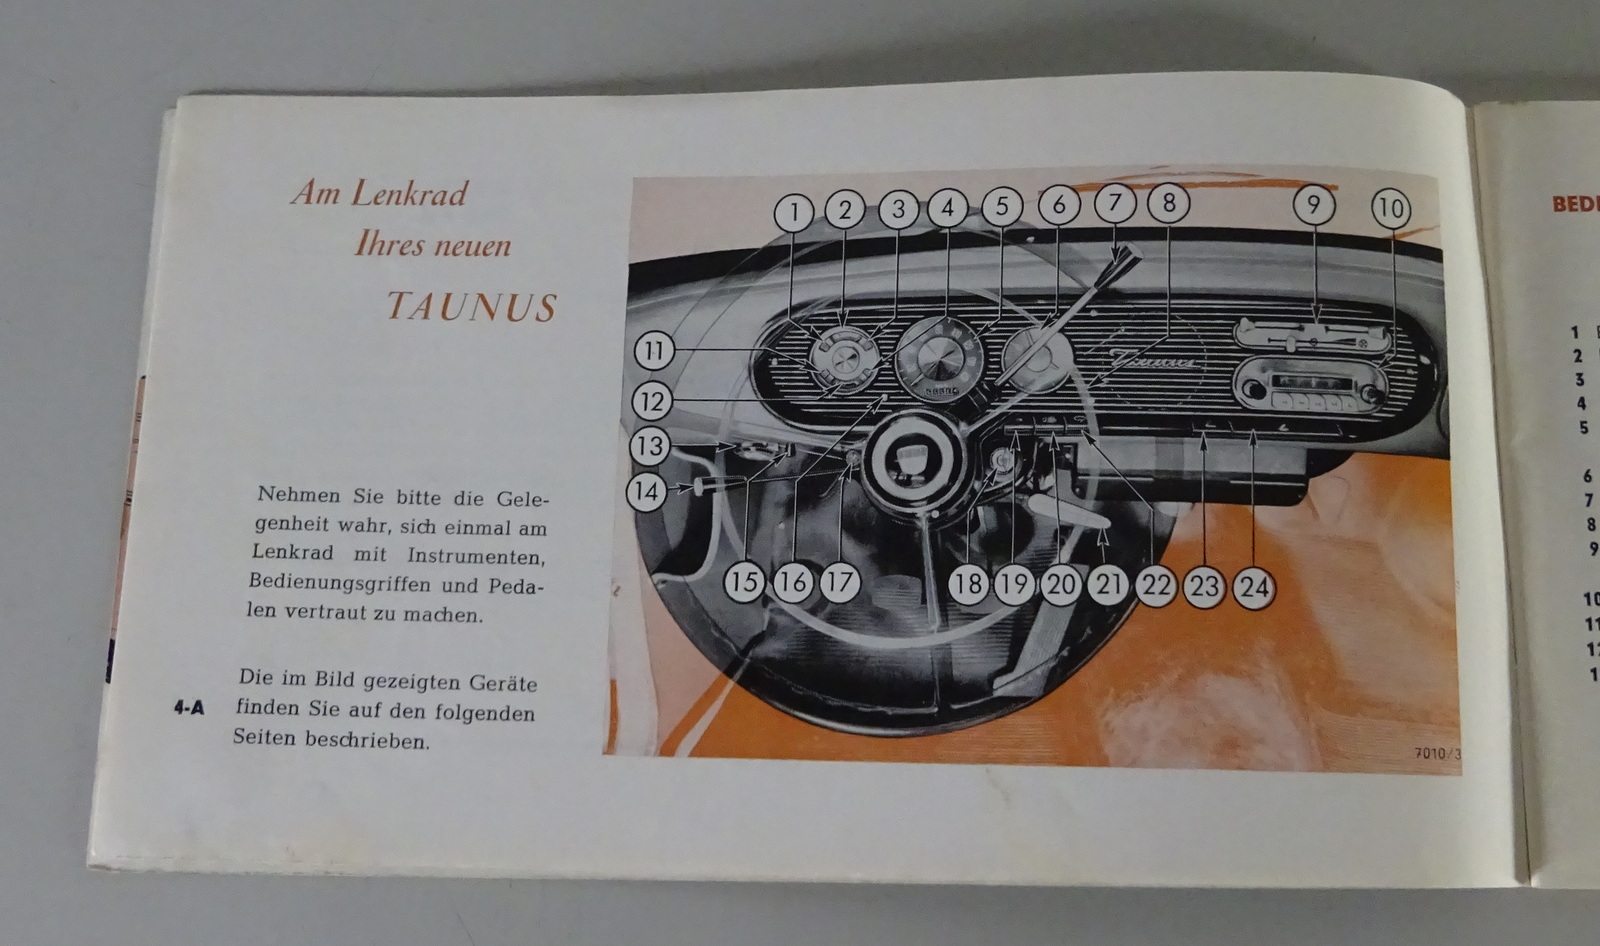 Am Lenkrad
Ihres neuen
TAUNUS
Nehmen Sie bitte die Gele-
genheit wahr, sich einmal am
Lenkrad mit Instrumenten,
Bedienungsgriffen und Peda-
len vertraut zu machen.
Die im Bild gezeigten Geräte
finden Sie auf den folgenden
Seiten beschrieben.
4-A
1 2 3 4 5 6 7 8 9 10
11
12
13
14
15 16 17 18 19 20 21 22 23 24
Taunus
7010/3
1
2
3
4
5
6
7
8
9
10
11